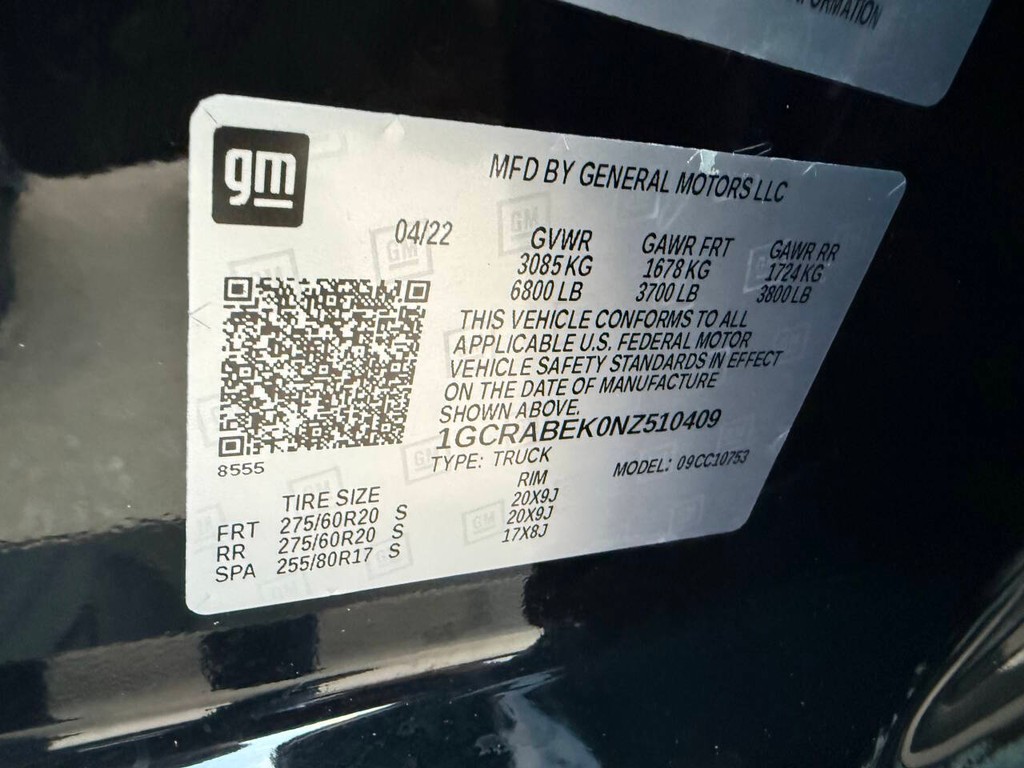 gm
MFD BY GENERAL MOTORS LLC
04/22
GVWR GAWR FRT GAWR RR
3085 KG 1678 KG 1724 KG
6800 LB 3700 LB 3800 LB
THIS VEHICLE CONFORMS TO ALL
APPLICABLE U.S. FEDERAL MOTOR
VEHICLE SAFETY STANDARDS IN EFFECT
ON THE DATE OF MANUFACTURE
SHOWN ABOVE.
1GCRABEK0NZ510409
TYPE: TRUCK MODEL: 09CC10753
8555
TIRE SIZE RIM
FRT 275/60R20 S 20X9J
RR 275/60R20 S 20X9J
SPA 255/80R17 S 17X8J